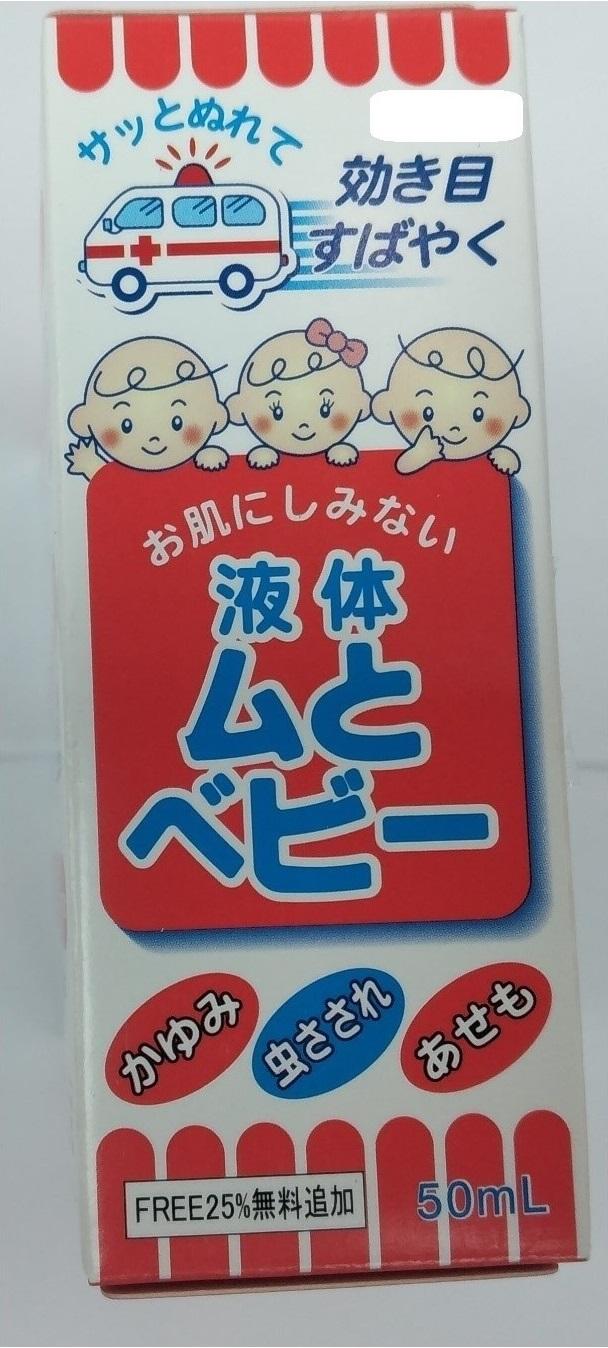 サッとぬれて
効き目
すばやく
お肌にしみない
液体
ムと
ベビー
かゆみ
虫さされ
あせも
FREE25%無料追加
50mL